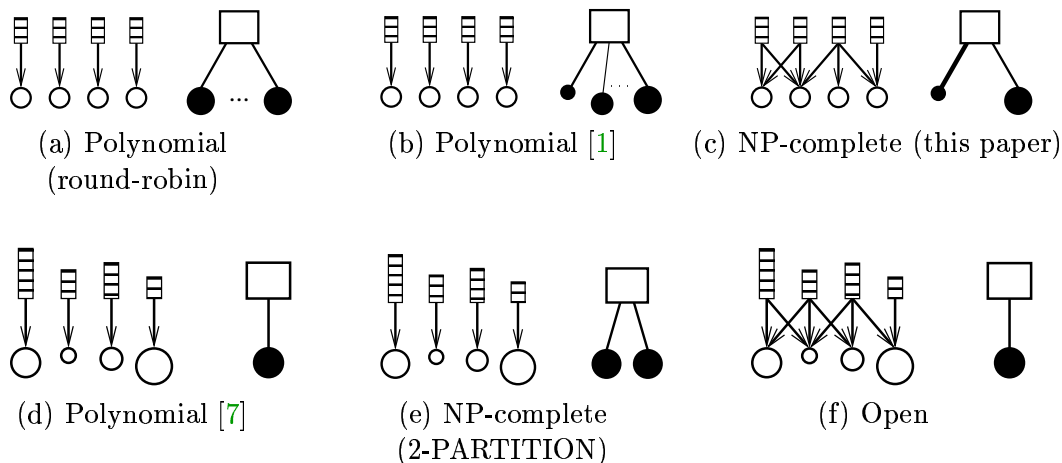 (a) Polynomial
(round-robin)
(b) Polynomial [1]
(c) NP-complete (this paper)
(d) Polynomial [7]
(e) NP-complete
(2-PARTITION)
(f) Open